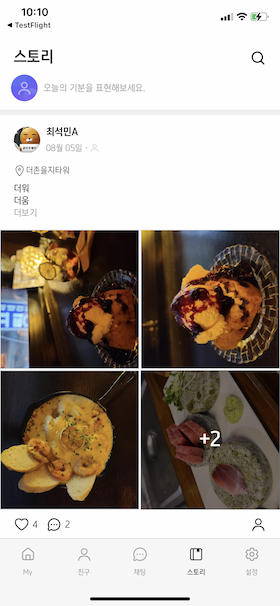 10:10
◀ TestFlight
스토리
오늘의 기분을 표현해보세요.
최석민A
08월 05일 ·
더존을지타워
더워
더움
더보기
+2
4
2
My
친구
채팅
스토리
설정